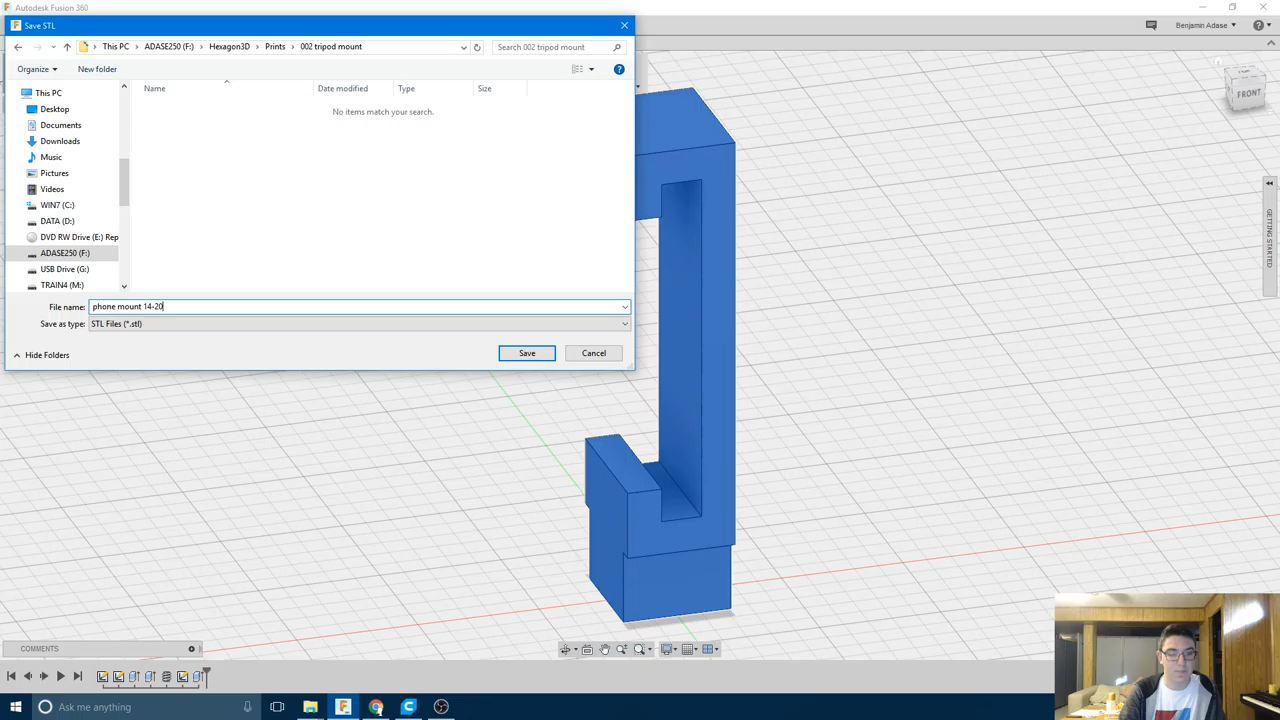 Autodesk Fusion 360
Benjamin Adase
Save STL
This PC > ADASE250 (F:) > Hexagon3D > Prints > 002 tripod mount
Search 002 tripod mount
Organize
New folder
Name
Date modified
Type
Size
No items match your search.
This PC
Desktop
Documents
Downloads
Music
Pictures
Videos
WIN7 (C:)
DATA (D:)
DVD RW Drive (E:) Rep
ADASE250 (F:)
USB Drive (G:)
TRAIN4 (M:)
File name: phone mount 14-20
Save as type: STL Files (*.stl)
Hide Folders
Save
Cancel
FRONT
GETTING STARTED
COMMENTS
Ask me anything